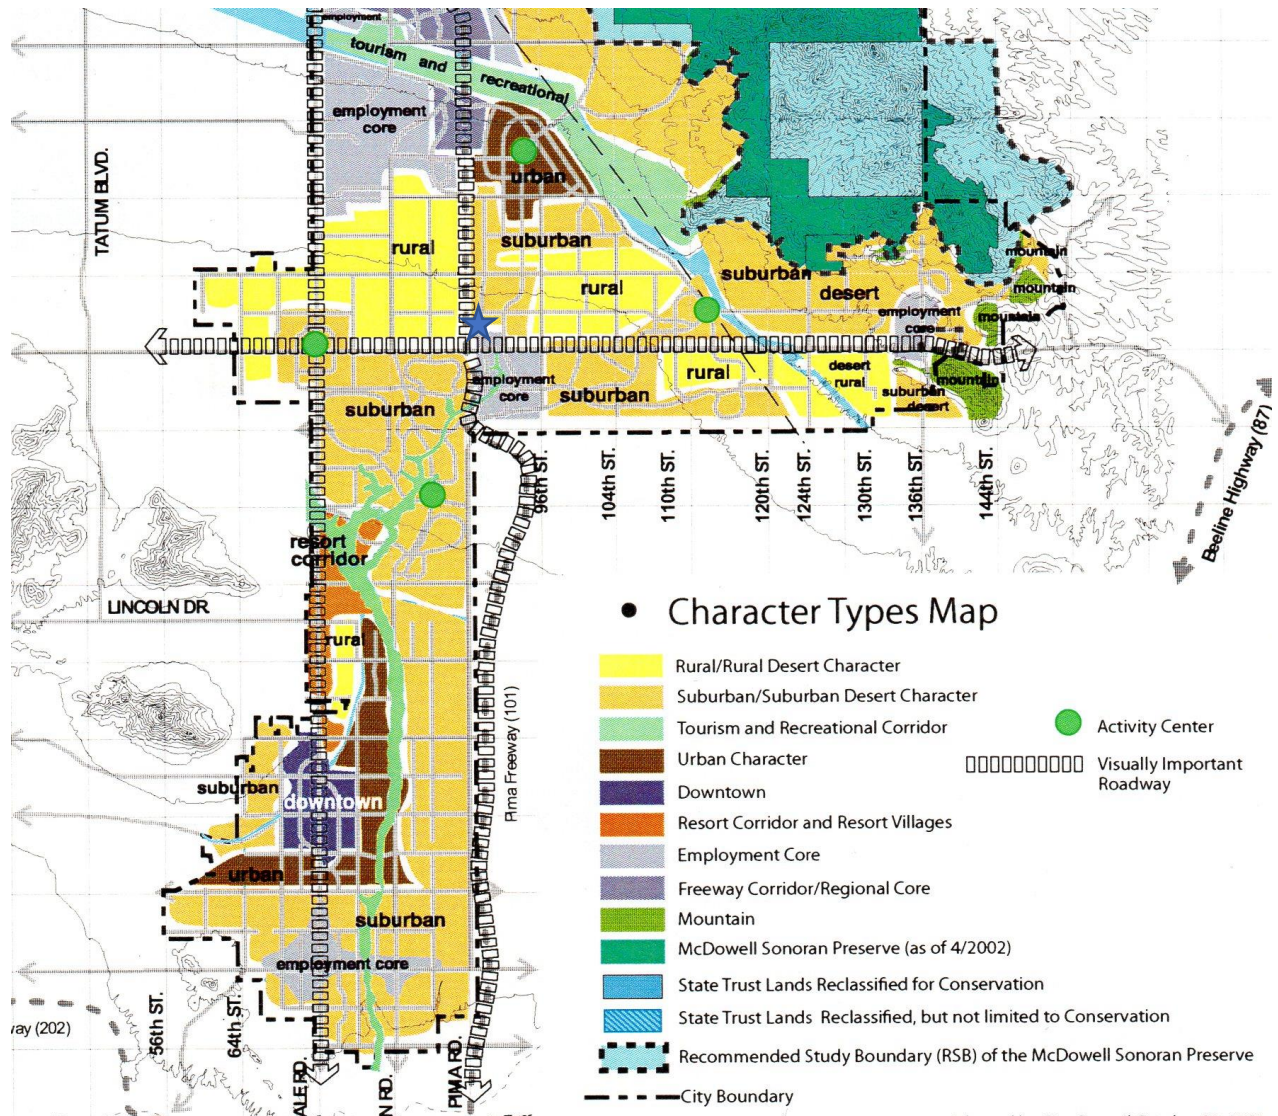 employment
tourism and recreational
employment
core
urban
TATUM BLVD.
rural
suburban
suburban
rural
desert
mountain
mountain
mountain
employment
core
employment
core
suburban
rural
desert
rural
suburban
desert
mountain
suburban
96th ST.
104th ST.
110th ST.
120th ST.
124th ST.
130th ST.
136th ST.
144th ST.
Beeline Highway (87)
resort
corridor
LINCOLN DR.
rural
Pima Freeway (101)
suburban
downtown
urban
suburban
employment core
way (202)
56th ST.
64th ST.
ALE RD.
N RD.
PIMA RD.
• Character Types Map
Rural/Rural Desert Character
Suburban/Suburban Desert Character
Tourism and Recreational Corridor
Urban Character
Downtown
Resort Corridor and Resort Villages
Employment Core
Freeway Corridor/Regional Core
Mountain
McDowell Sonoran Preserve (as of 4/2002)
State Trust Lands Reclassified for Conservation
State Trust Lands Reclassified, but not limited to Conservation
Recommended Study Boundary (RSB) of the McDowell Sonoran Preserve
City Boundary
Activity Center
Visually Important
Roadway